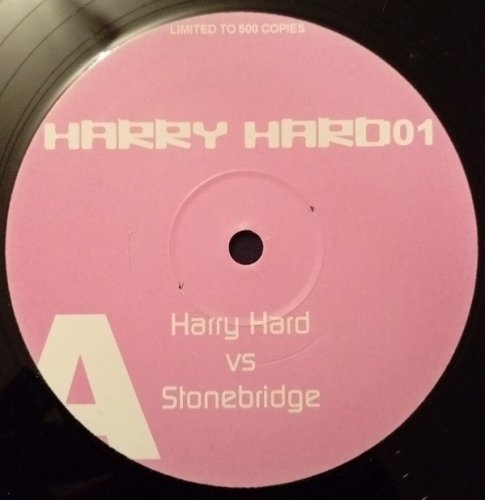 LIMITED TO 500 COPIES
HARRY HARD01
Harry Hard
vs
Stonebridge
A